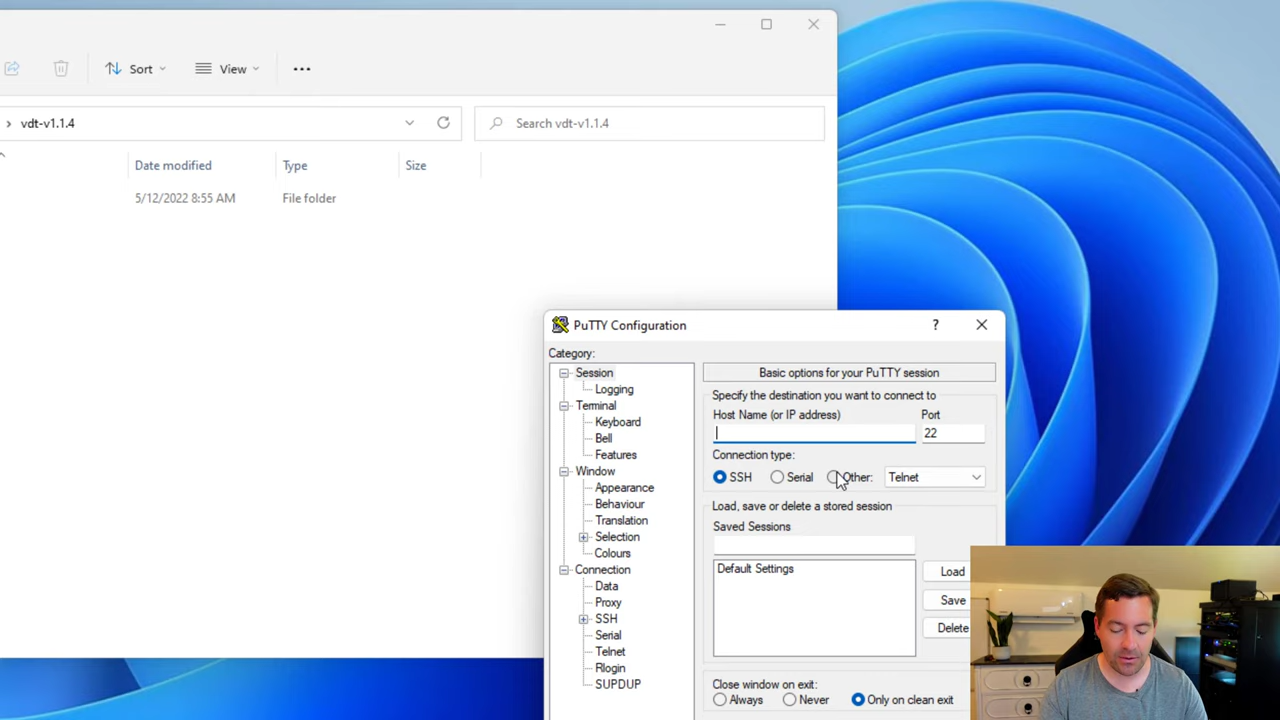 Sort
View
vdt-v1.1.4
Search vdt-v1.1.4
Date modified
Type
Size
5/12/2022 8:55 AM
File folder
PuTTY Configuration
?
Category:
Session
Logging
Terminal
Keyboard
Bell
Features
Window
Appearance
Behaviour
Translation
Selection
Colours
Connection
Data
Proxy
SSH
Serial
Telnet
Rlogin
SUPDUP
Basic options for your PuTTY session
Specify the destination you want to connect to
Host Name (or IP address)
Port
22
Connection type:
SSH
Serial
Other:
Telnet
Load, save or delete a stored session
Saved Sessions
Default Settings
Load
Save
Delete
Close window on exit:
Always
Never
Only on clean exit